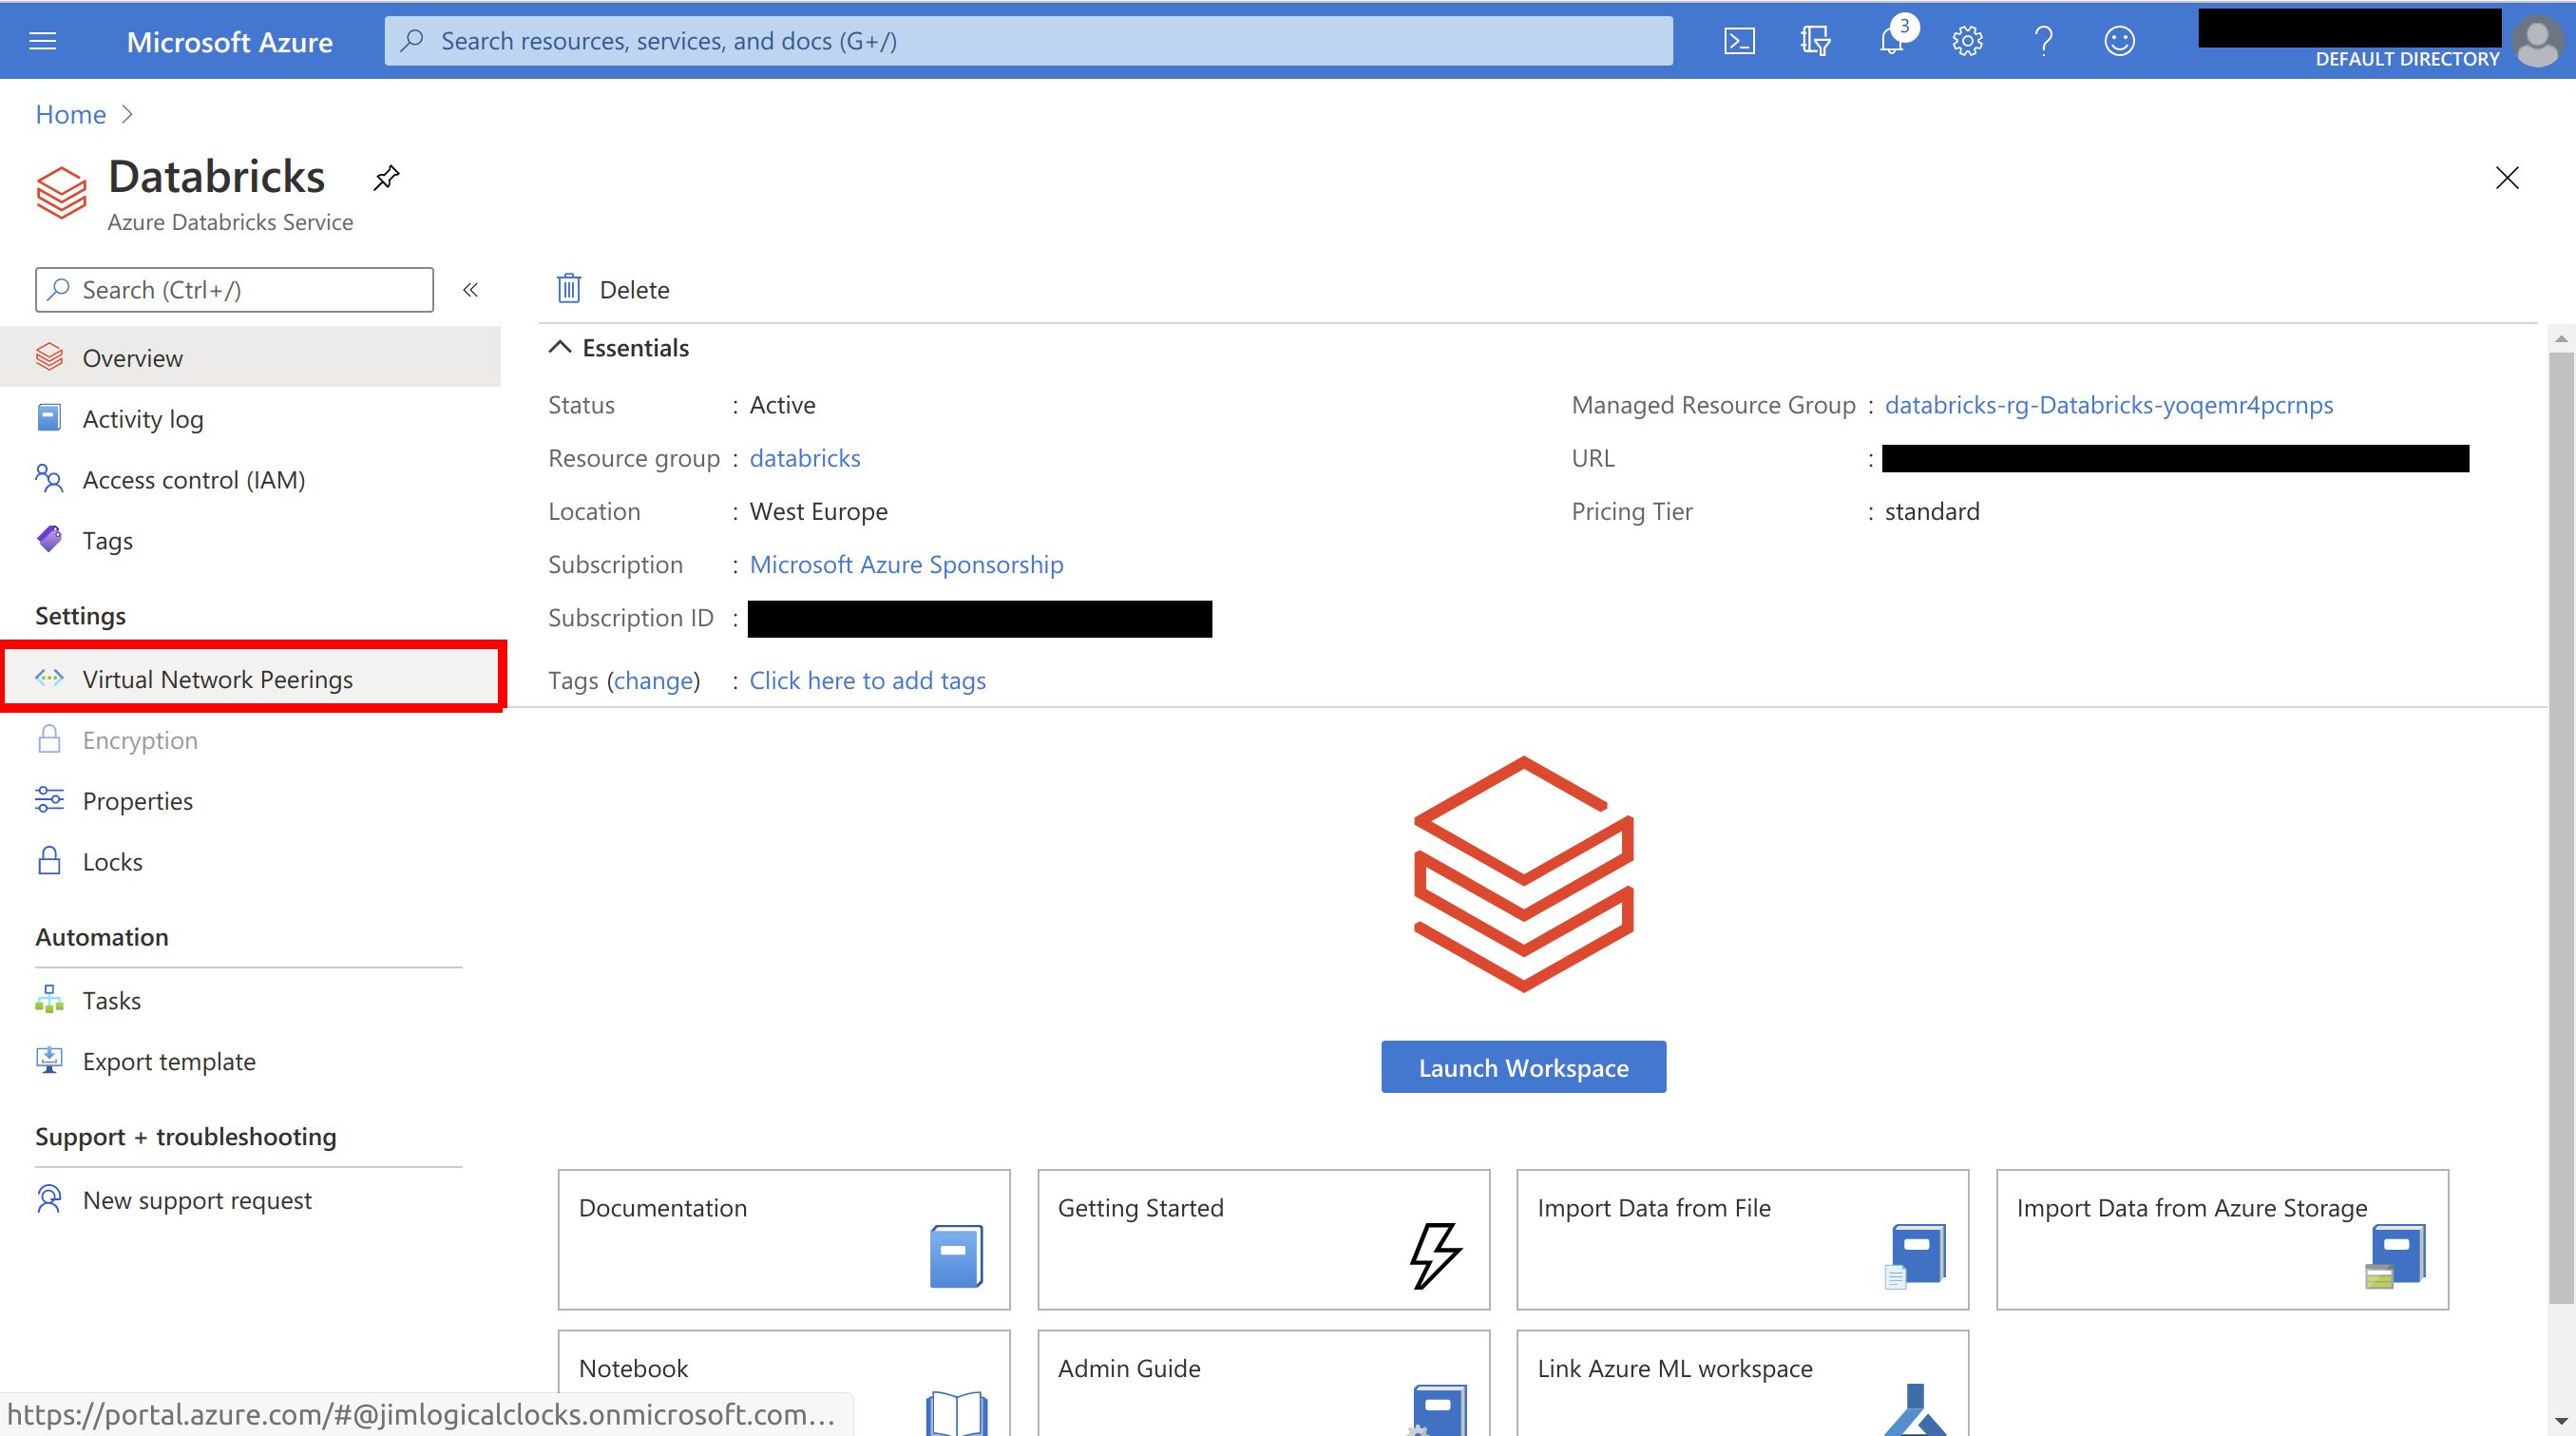 Microsoft Azure
Search resources, services, and docs (G+/)
3
DEFAULT DIRECTORY
Home
Databricks
Azure Databricks Service
Search (Ctrl+/)
«
Delete
Overview
Activity log
Access control (IAM)
Tags
Settings
Virtual Network Peerings
Encryption
Properties
Locks
Automation
Tasks
Export template
Support + troubleshooting
New support request
Essentials
Status : Active
Resource group : databricks
Location : West Europe
Subscription : Microsoft Azure Sponsorship
Subscription ID :
Tags (change) : Click here to add tags
Managed Resource Group : databricks-rg-Databricks-yoqemr4pcrnps
URL :
Pricing Tier : standard
Launch Workspace
Documentation
Getting Started
Import Data from File
Import Data from Azure Storage
Notebook
Admin Guide
Link Azure ML workspace
https://portal.azure.com/#@jimlogicalclocks.onmicrosoft.com...